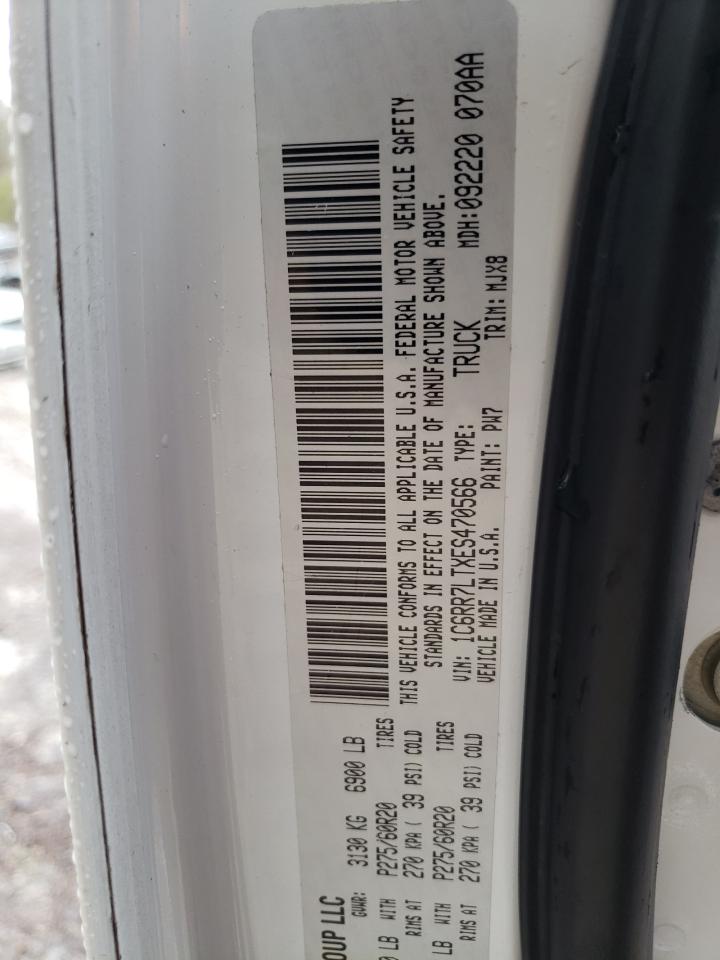 OUP LLC
GVWR: 3130 KG 6900 LB
LB WITH P275/60R20 TIRES
RIMS AT 270 KPA ( 39 PSI) COLD
LB WITH P275/60R20 TIRES
RIMS AT 270 KPA ( 39 PSI) COLD
THIS VEHICLE CONFORMS TO ALL APPLICABLE U.S.A. FEDERAL MOTOR VEHICLE SAFETY
STANDARDS IN EFFECT ON THE DATE OF MANUFACTURE SHOWN ABOVE.
VIN: 1C6RR7LTXES470566 TYPE: TRUCK MDH:092220 070AA
VEHICLE MADE IN U.S.A. PAINT: PW7 TRIM: MJX8